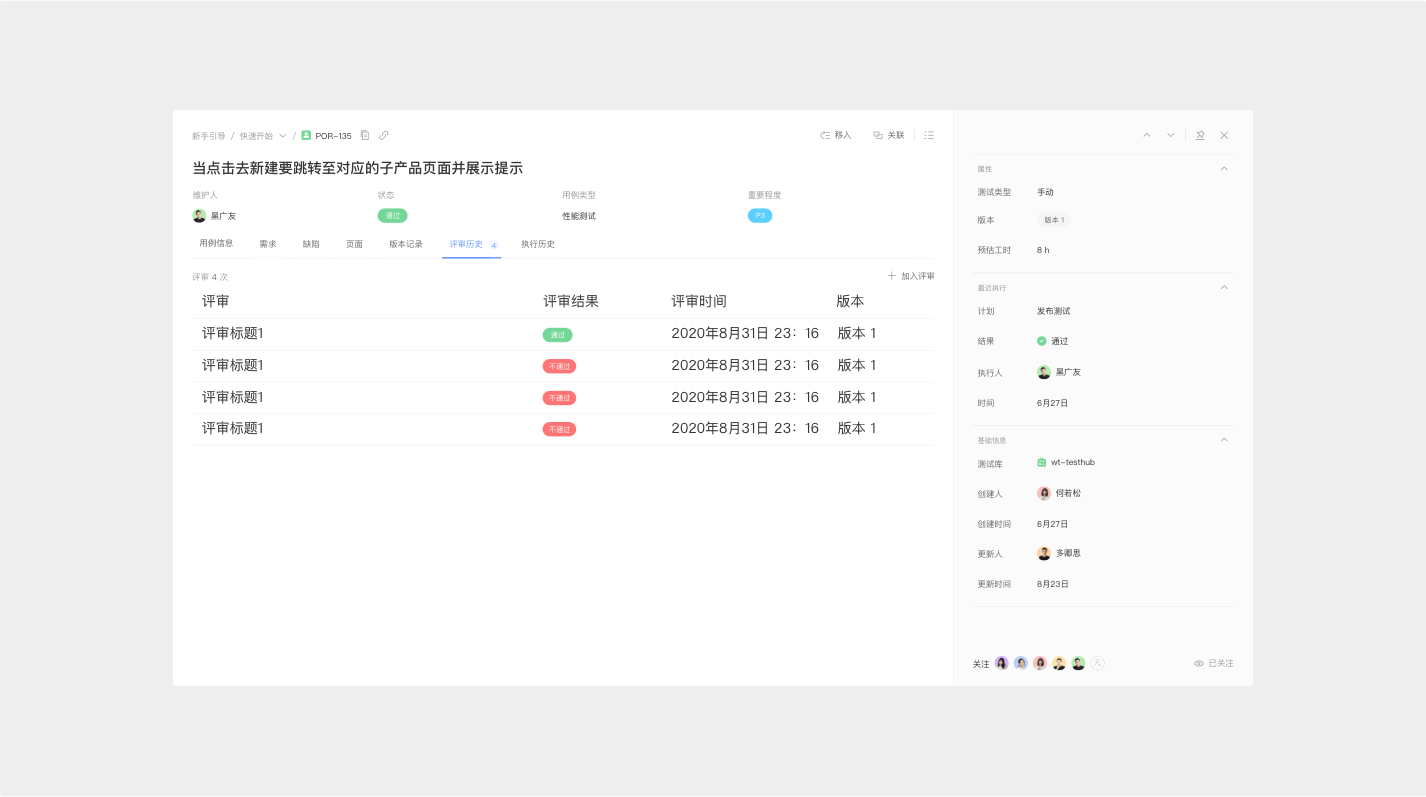 新手引导 / 快速开始 / POR-135 移入 关联
当点击去新建要跳转至对应的子产品页面并展示提示
维护人 状态 用例类型 重要程度
黑广友 通过 性能测试 P3
用例信息 需求 缺陷 页面 版本记录 评审历史 4 执行历史
评审 4 次 加入评审
评审 评审结果 评审时间 版本
评审标题1 通过 2020年8月31日 23：16 版本 1
评审标题1 不通过 2020年8月31日 23：16 版本 1
评审标题1 不通过 2020年8月31日 23：16 版本 1
评审标题1 不通过 2020年8月31日 23：16 版本 1
属性
测试类型 手动
版本 版本 1
预估工时 8 h
最近执行
计划 发布测试
结果 通过
执行人 黑广友
时间 6月27日
基础信息
测试库 wt-testhub
创建人 何若松
创建时间 6月27日
更新人 多卿思
更新时间 8月23日
关注 已关注